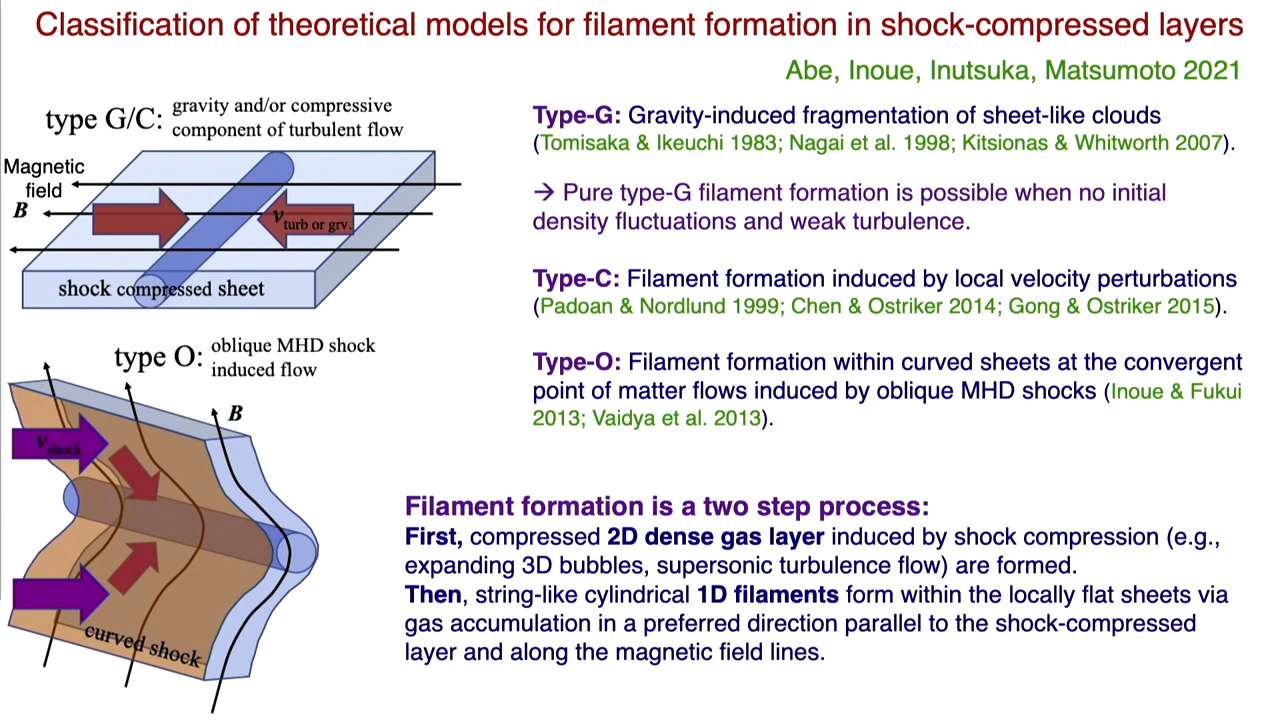 Classification of theoretical models for filament formation in shock-compressed layers
Abe, Inoue, Inutsuka, Matsumoto 2021
type G/C: gravity and/or compressive
component of turbulent flow
Magnetic
field
B
v turb or grv.
shock compressed sheet
type O: oblique MHD shock
induced flow
B
v shock
curved shock
Type-G: Gravity-induced fragmentation of sheet-like clouds
(Tomisaka & Ikeuchi 1983; Nagai et al. 1998; Kitsionas & Whitworth 2007).
→ Pure type-G filament formation is possible when no initial
density fluctuations and weak turbulence.
Type-C: Filament formation induced by local velocity perturbations
(Padoan & Nordlund 1999; Chen & Ostriker 2014; Gong & Ostriker 2015).
Type-O: Filament formation within curved sheets at the convergent
point of matter flows induced by oblique MHD shocks (Inoue & Fukui
2013; Vaidya et al. 2013).
Filament formation is a two step process:
First, compressed 2D dense gas layer induced by shock compression (e.g.,
expanding 3D bubbles, supersonic turbulence flow) are formed.
Then, string-like cylindrical 1D filaments form within the locally flat sheets via
gas accumulation in a preferred direction parallel to the shock-compressed
layer and along the magnetic field lines.